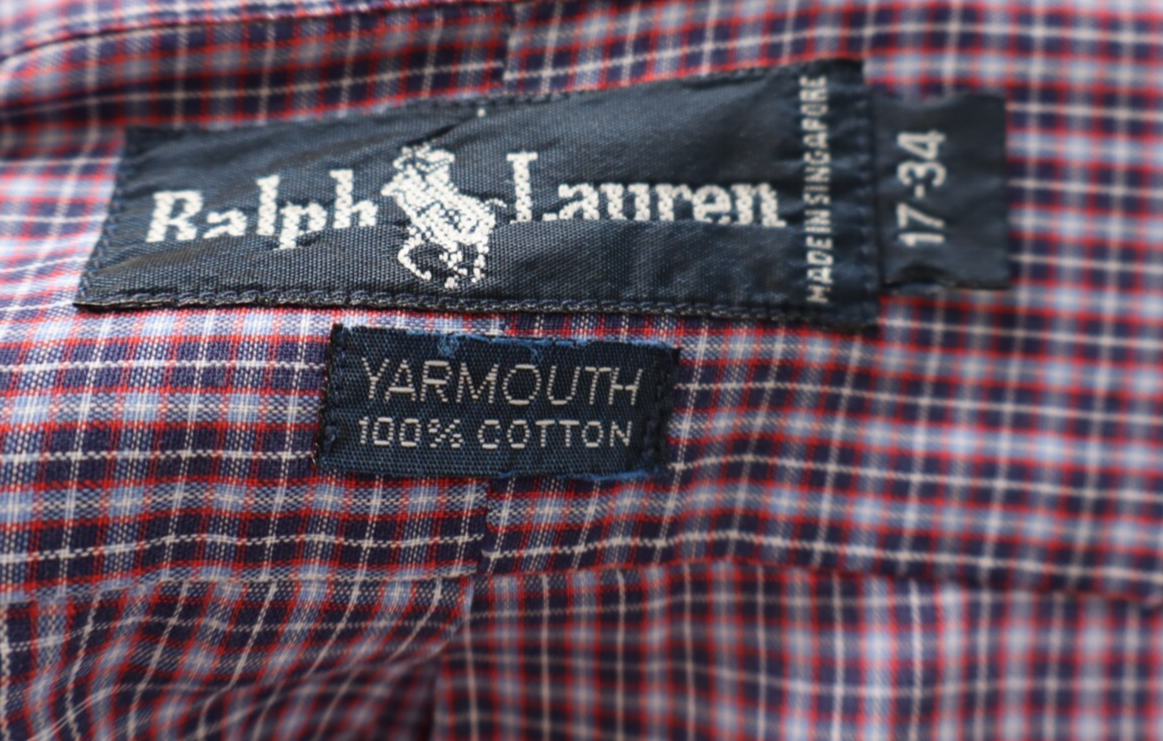 Ralph Lauren
MADE IN SINGAPORE
17-34
YARMOUTH
100% COTTON